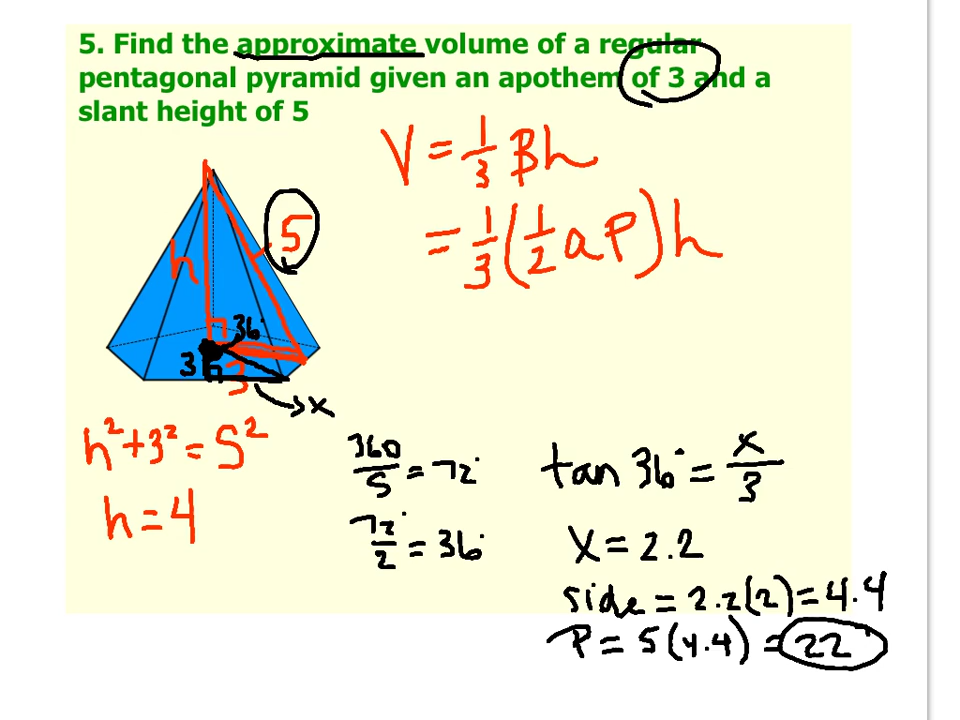 5. Find the approximate volume of a regular
pentagonal pyramid given an apothem of 3 and a
slant height of 5
V = 1/3 Bh
= 1/3 (1/2 a P) h
h
5
36°
3
3
x
h² + 3² = 5²
h = 4
360/5 = 72°
72°/2 = 36°
tan 36° = x/3
x = 2.2
side = 2.2(2) = 4.4
P = 5(4.4) = 22